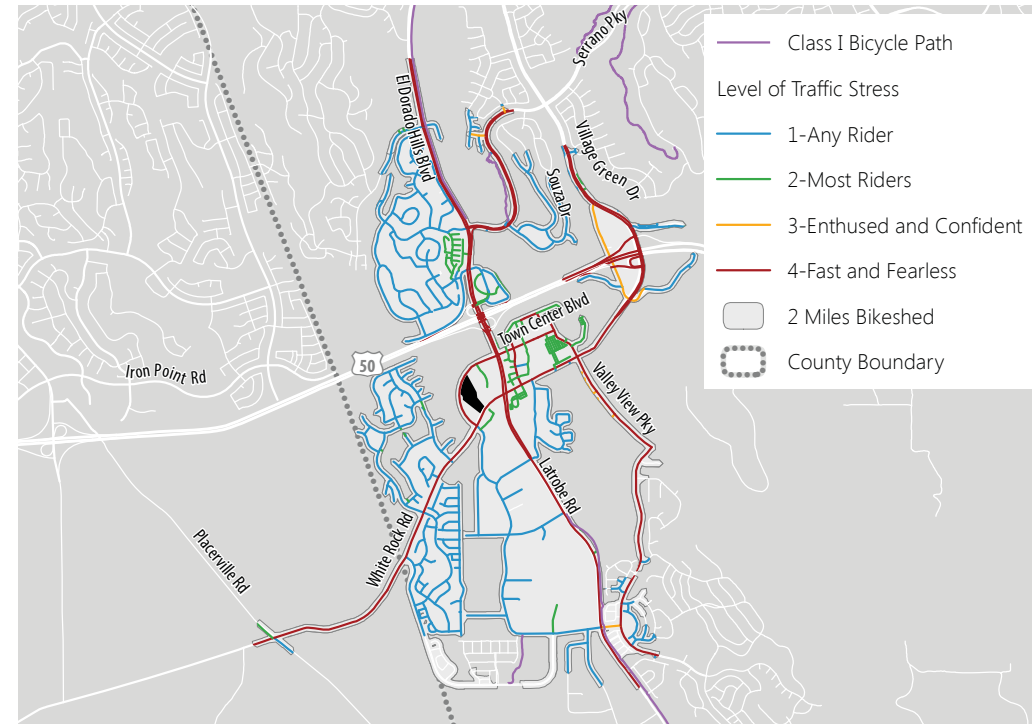 Class I Bicycle Path
Level of Traffic Stress
1-Any Rider
2-Most Riders
3-Enthused and Confident
4-Fast and Fearless
2 Miles Bikeshed
County Boundary
Serrano Pky
El Dorado Hills Blvd
Village Green Dr
Souza Dr
Town Center Blvd
50
Iron Point Rd
Valley View Pky
Latrobe Rd
White Rock Rd
Placerville Rd